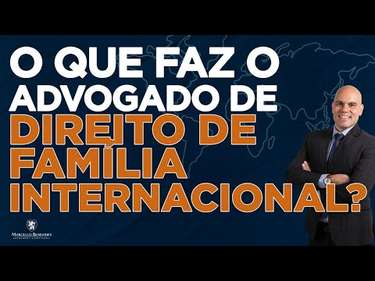 O QUE FAZ O
ADVOGADO DE
DIREITO DE
FAMÍLIA
INTERNACIONAL?